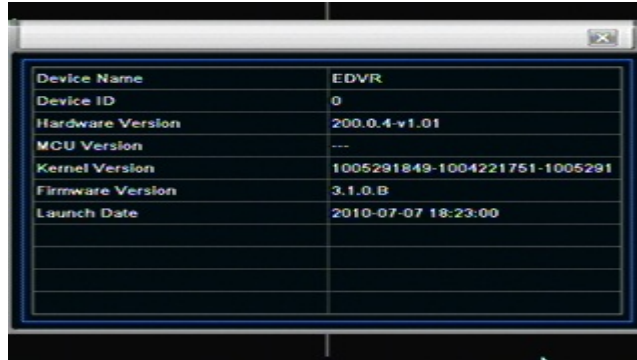 Device Name EDVR
Device ID 0
Hardware Version 200.0.4-v1.01
MCU Version ---
Kernel Version 1005291849-1004221751-1005291
Firmware Version 3.1.0.B
Launch Date 2010-07-07 18:23:00